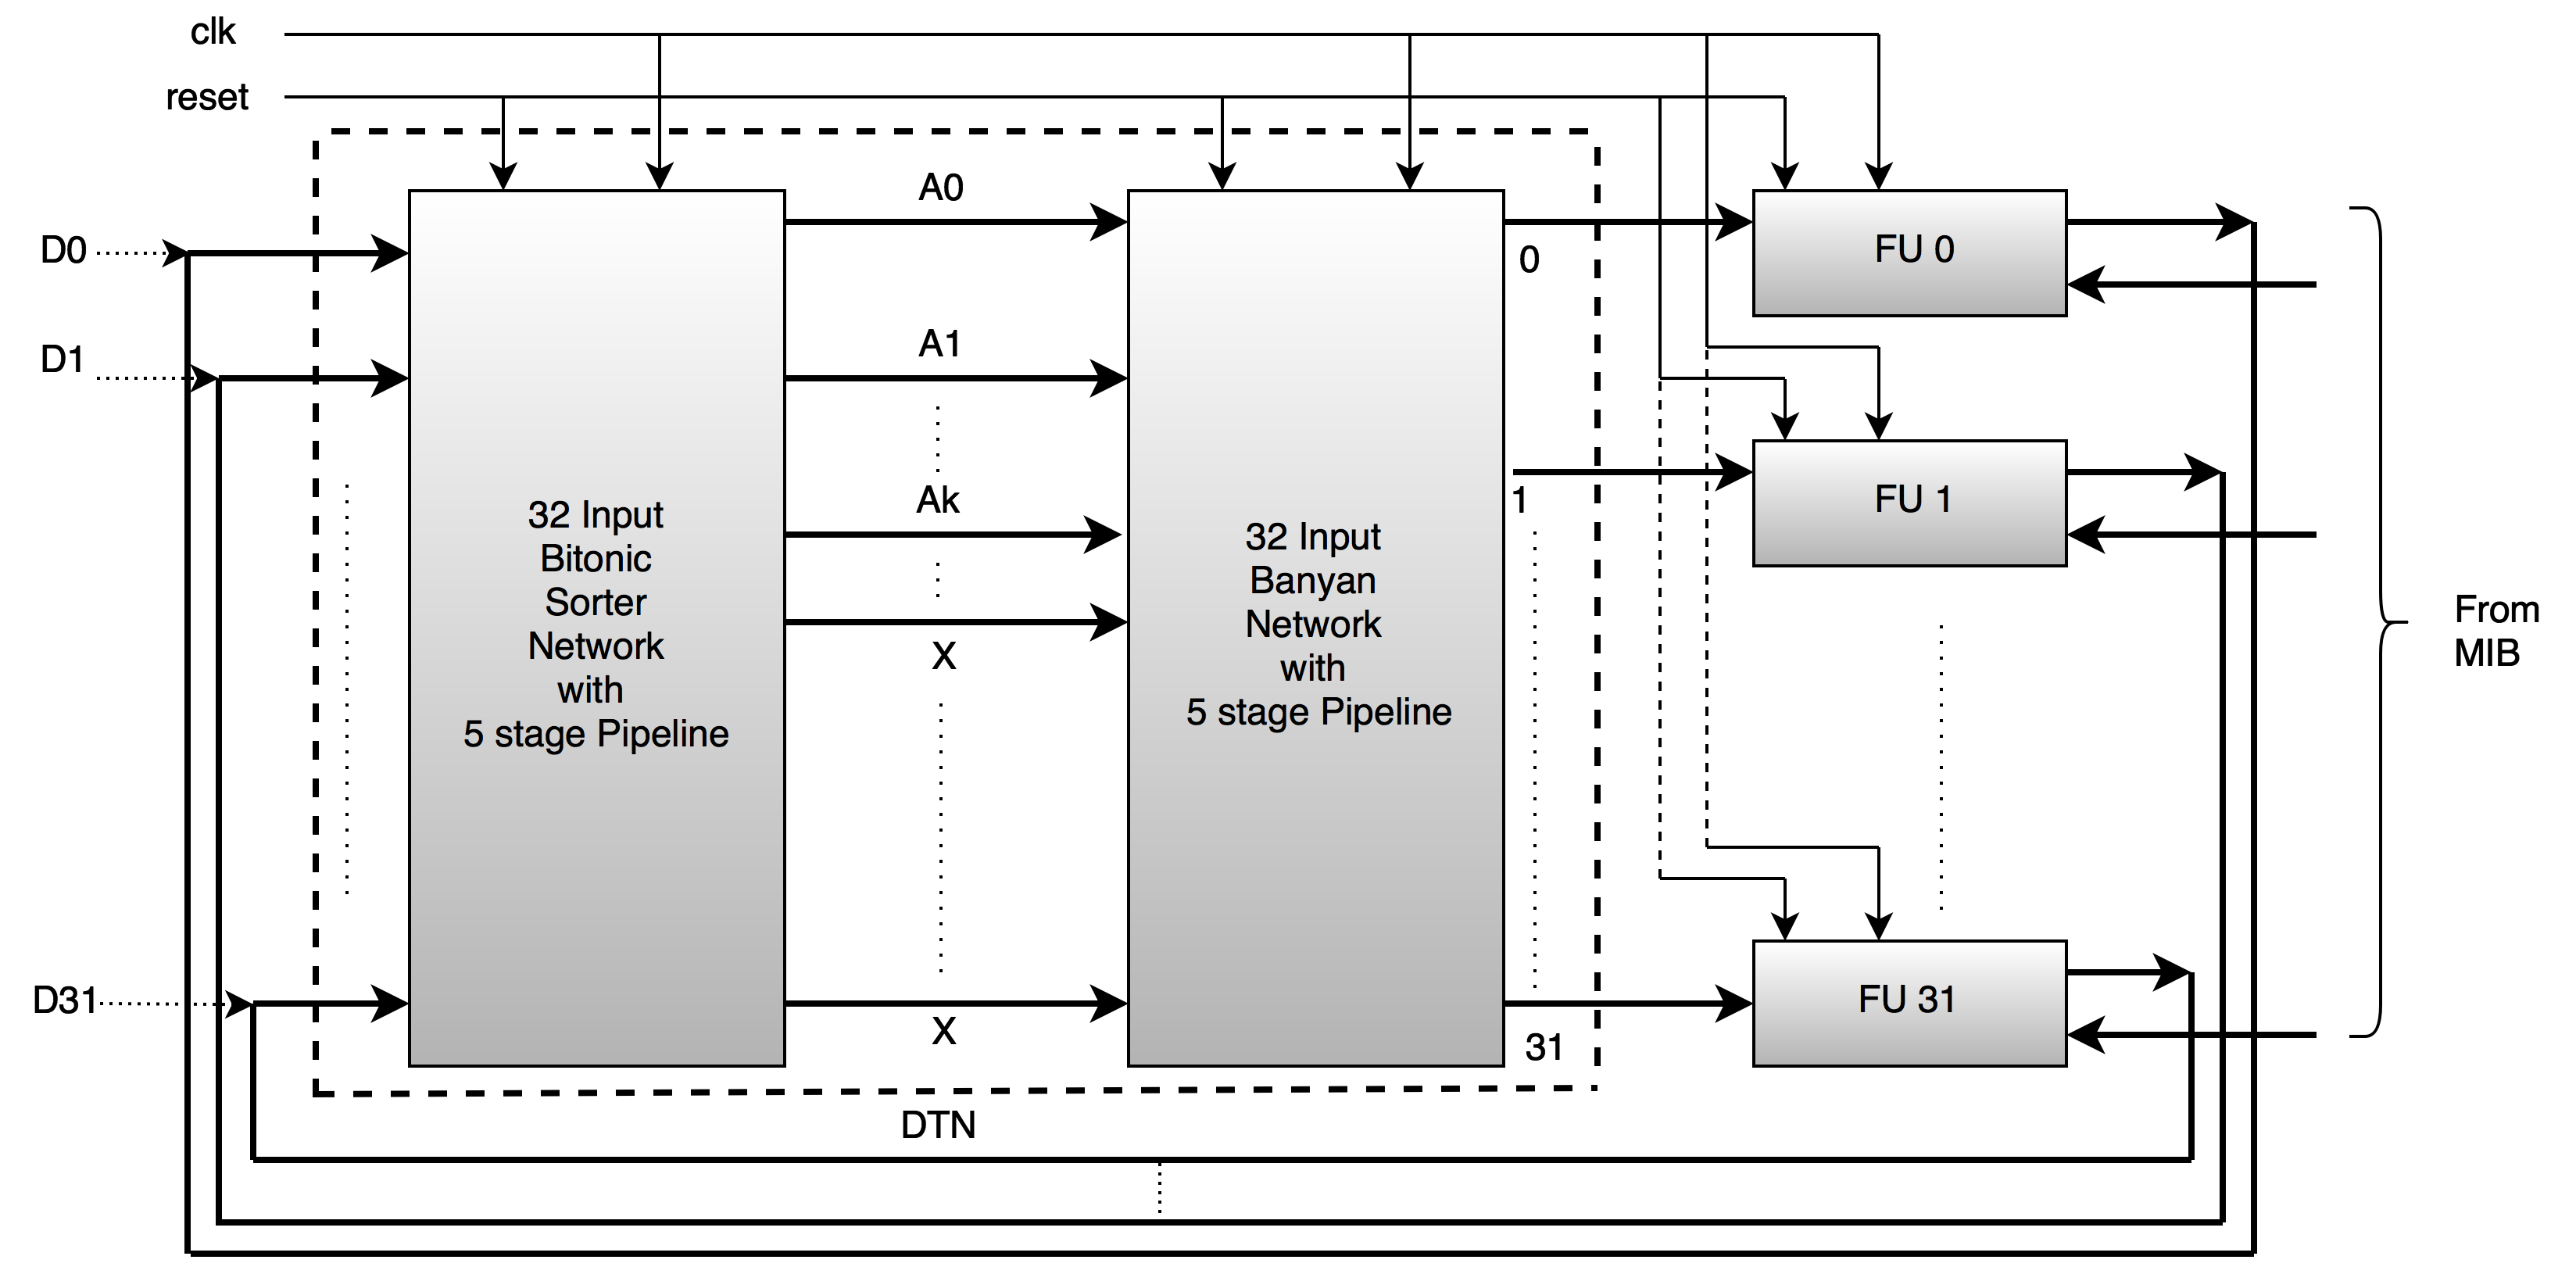 clk
reset
A0
D0
FU 0
0
A1
D1
Ak
1
FU 1
32 Input
Bitonic
Sorter
Network
with
5 stage Pipeline
32 Input
Banyan
Network
with
5 stage Pipeline
X
From
MIB
D31
FU 31
X
31
DTN